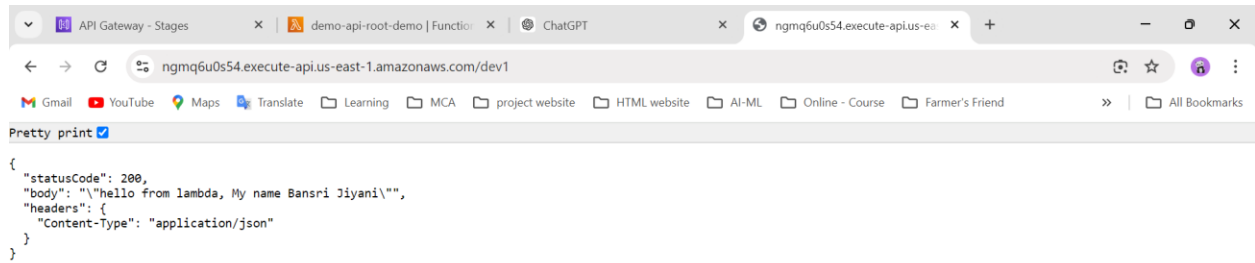 API Gateway - Stages
demo-api-root-demo | Function
ChatGPT
ngmq6u0s54.execute-api.us-ea
ngmq6u0s54.execute-api.us-east-1.amazonaws.com/dev1
Gmail YouTube Maps Translate Learning MCA project website HTML website AI-ML Online - Course Farmer's Friend » All Bookmarks
Pretty print
{
  "statusCode": 200,
  "body": "\"hello from lambda, My name Bansri Jiyani\"",
  "headers": {
    "Content-Type": "application/json"
  }
}